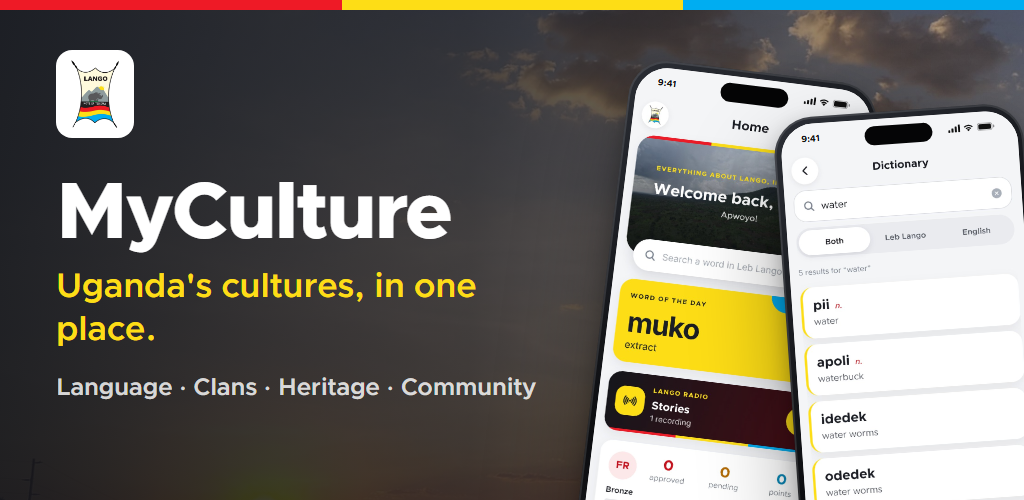 LANGO
MyCulture
Uganda's cultures, in one
place.
Language · Clans · Heritage · Community
9:41
Home
EVERYTHING ABOUT LANGO,
Welcome back,
Apwoyo!
Search a word in Leb Lango
WORD OF THE DAY
muko
extract
LANGO RADIO
Stories
1 recording
FR
Bronze
0
approved
0
pending
0
points
9:41
Dictionary
water
Both
Leb Lango
English
5 results for "water"
pii n.
water
apoli n.
waterbuck
idedek
water worms
odedek
water worms